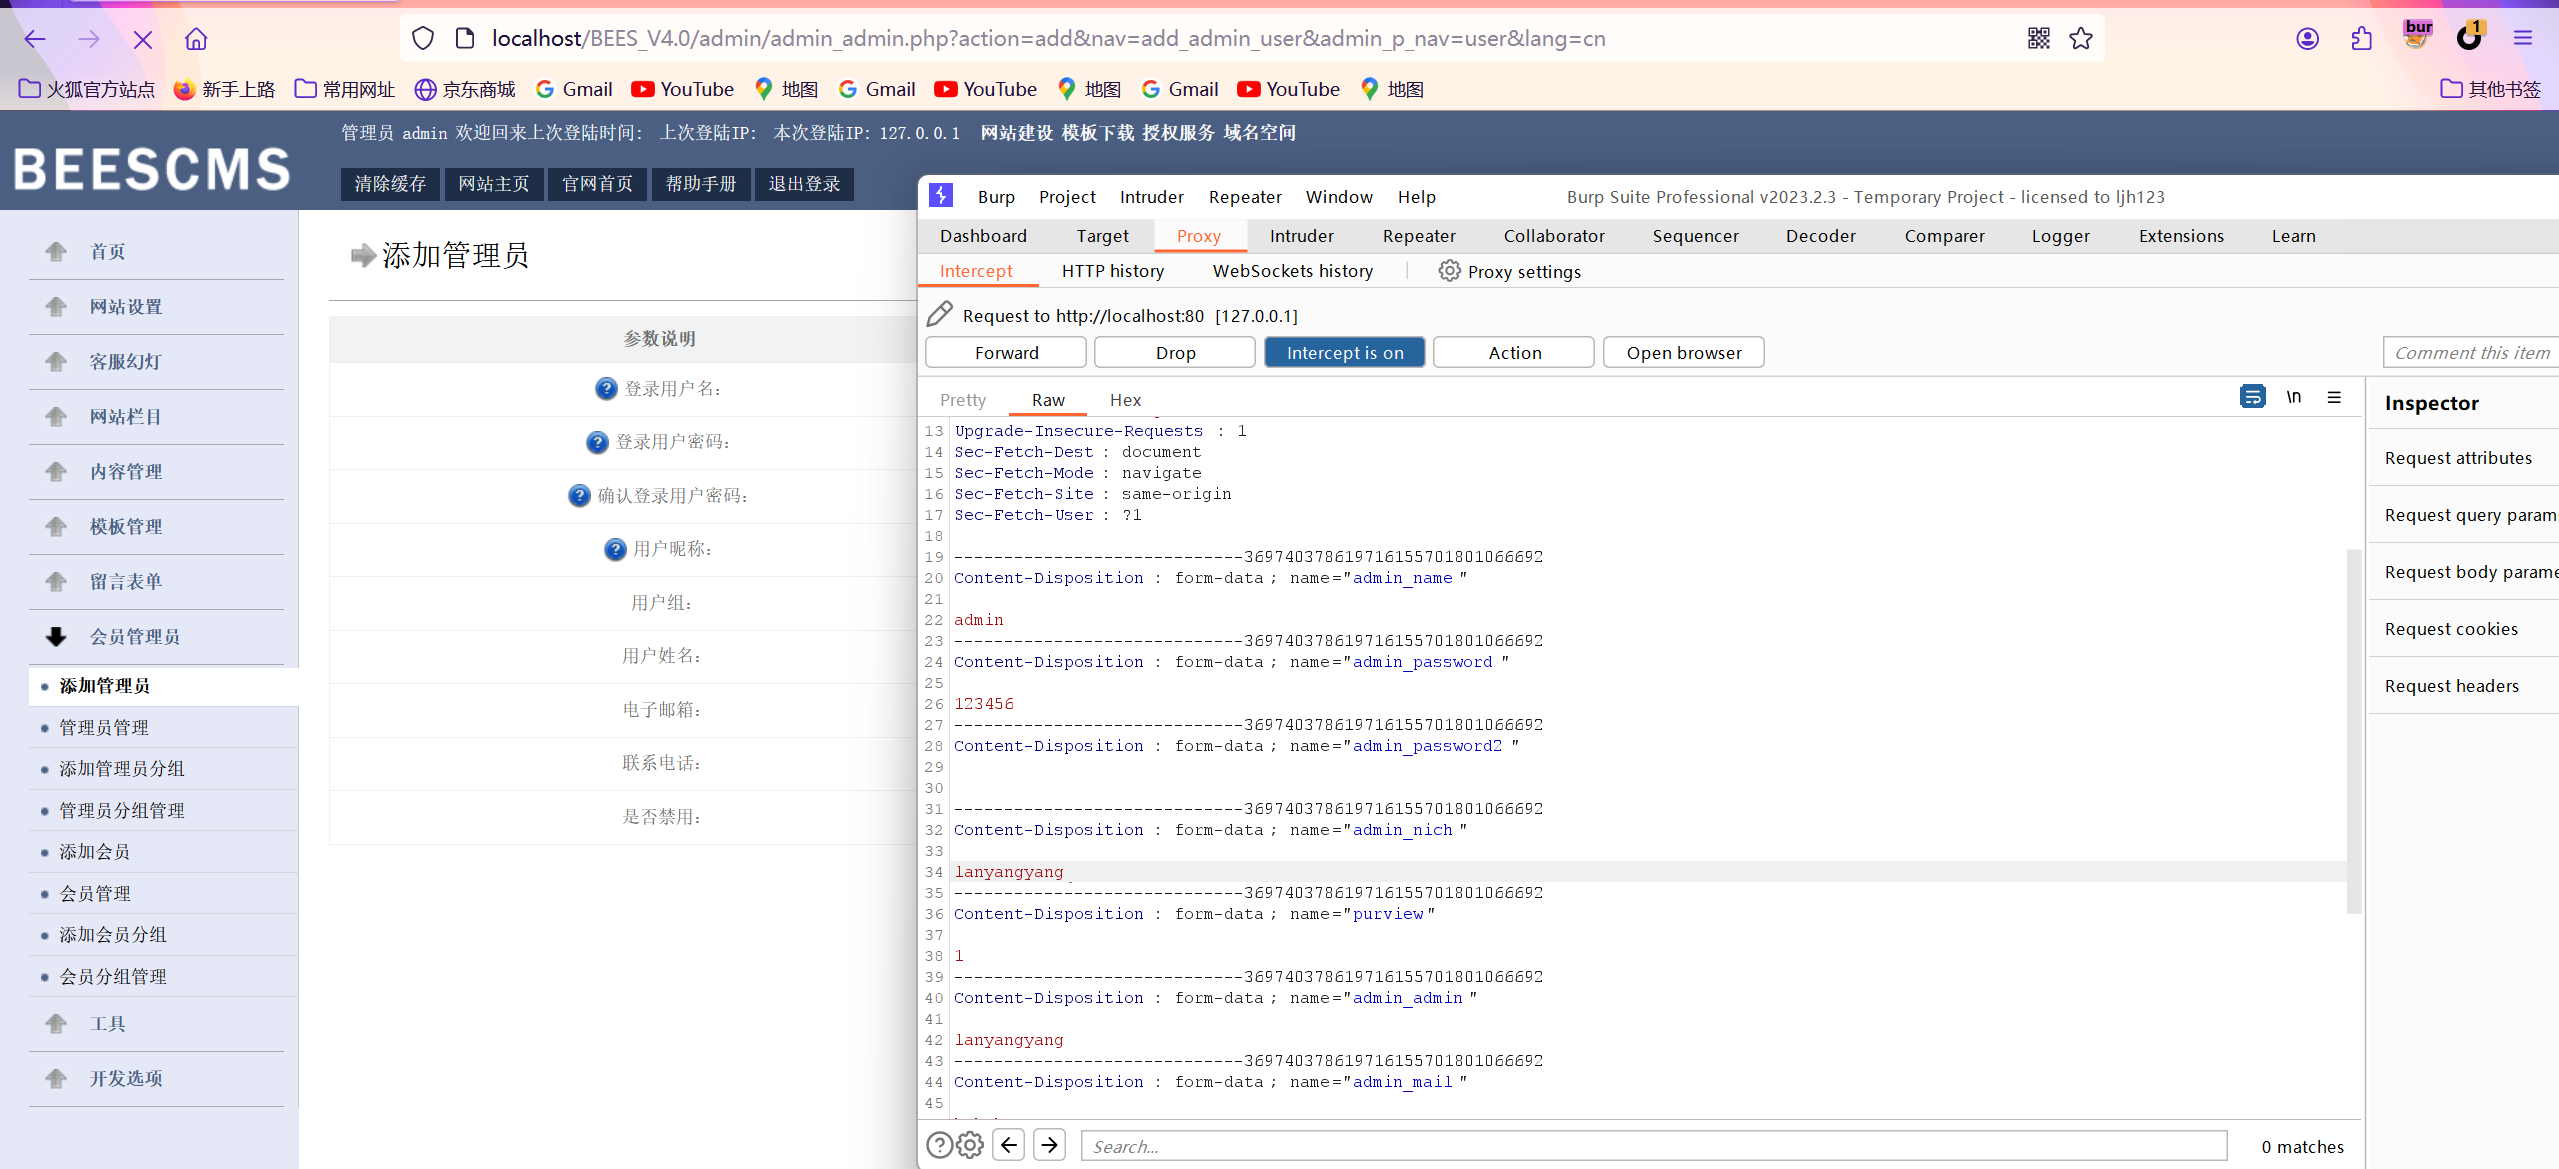 localhost/BEES_V4.0/admin/admin_admin.php?action=add&nav=add_admin_user&admin_p_nav=user&lang=cn
bur
1
火狐官方站点 新手上路 常用网址 京东商城 Gmail YouTube 地图 Gmail YouTube 地图 Gmail YouTube 地图 其他书签
管理员 admin 欢迎回来上次登陆时间: 上次登陆IP: 本次登陆IP: 127.0.0.1 网站建设 模板下载 授权服务 域名空间
BEESCMS
清除缓存 网站主页 官网首页 帮助手册 退出登录
首页
网站设置
客服幻灯
网站栏目
内容管理
模板管理
留言表单
会员管理员
添加管理员
管理员管理
添加管理员分组
管理员分组管理
添加会员
会员管理
添加会员分组
会员分组管理
工具
开发选项
添加管理员
参数说明
登录用户名:
登录用户密码:
确认登录用户密码:
用户昵称:
用户组:
用户姓名:
电子邮箱:
联系电话:
是否禁用:
Burp Project Intruder Repeater Window Help Burp Suite Professional v2023.2.3 - Temporary Project - licensed to ljh123
Dashboard Target Proxy Intruder Repeater Collaborator Sequencer Decoder Comparer Logger Extensions Learn
Intercept HTTP history WebSockets history Proxy settings
Request to http://localhost:80 [127.0.0.1]
Forward Drop Intercept is on Action Open browser Comment this item
Pretty Raw Hex \n
13 Upgrade-Insecure-Requests : 1
14 Sec-Fetch-Dest : document
15 Sec-Fetch-Mode : navigate
16 Sec-Fetch-Site : same-origin
17 Sec-Fetch-User : ?1
18
19 -----------------------------369740378619716155701801066692
20 Content-Disposition : form-data ; name="admin_name "
21
22 admin
23 -----------------------------369740378619716155701801066692
24 Content-Disposition : form-data ; name="admin_password "
25
26 123456
27 -----------------------------369740378619716155701801066692
28 Content-Disposition : form-data ; name="admin_password2 "
29
30
31 -----------------------------369740378619716155701801066692
32 Content-Disposition : form-data ; name="admin_nich "
33
34 lanyangyang
35 -----------------------------369740378619716155701801066692
36 Content-Disposition : form-data ; name="purview"
37
38 1
39 -----------------------------369740378619716155701801066692
40 Content-Disposition : form-data ; name="admin_admin "
41
42 lanyangyang
43 -----------------------------369740378619716155701801066692
44 Content-Disposition : form-data ; name="admin_mail "
45
Search... 0 matches
Inspector
Request attributes
Request query param
Request body parame
Request cookies
Request headers